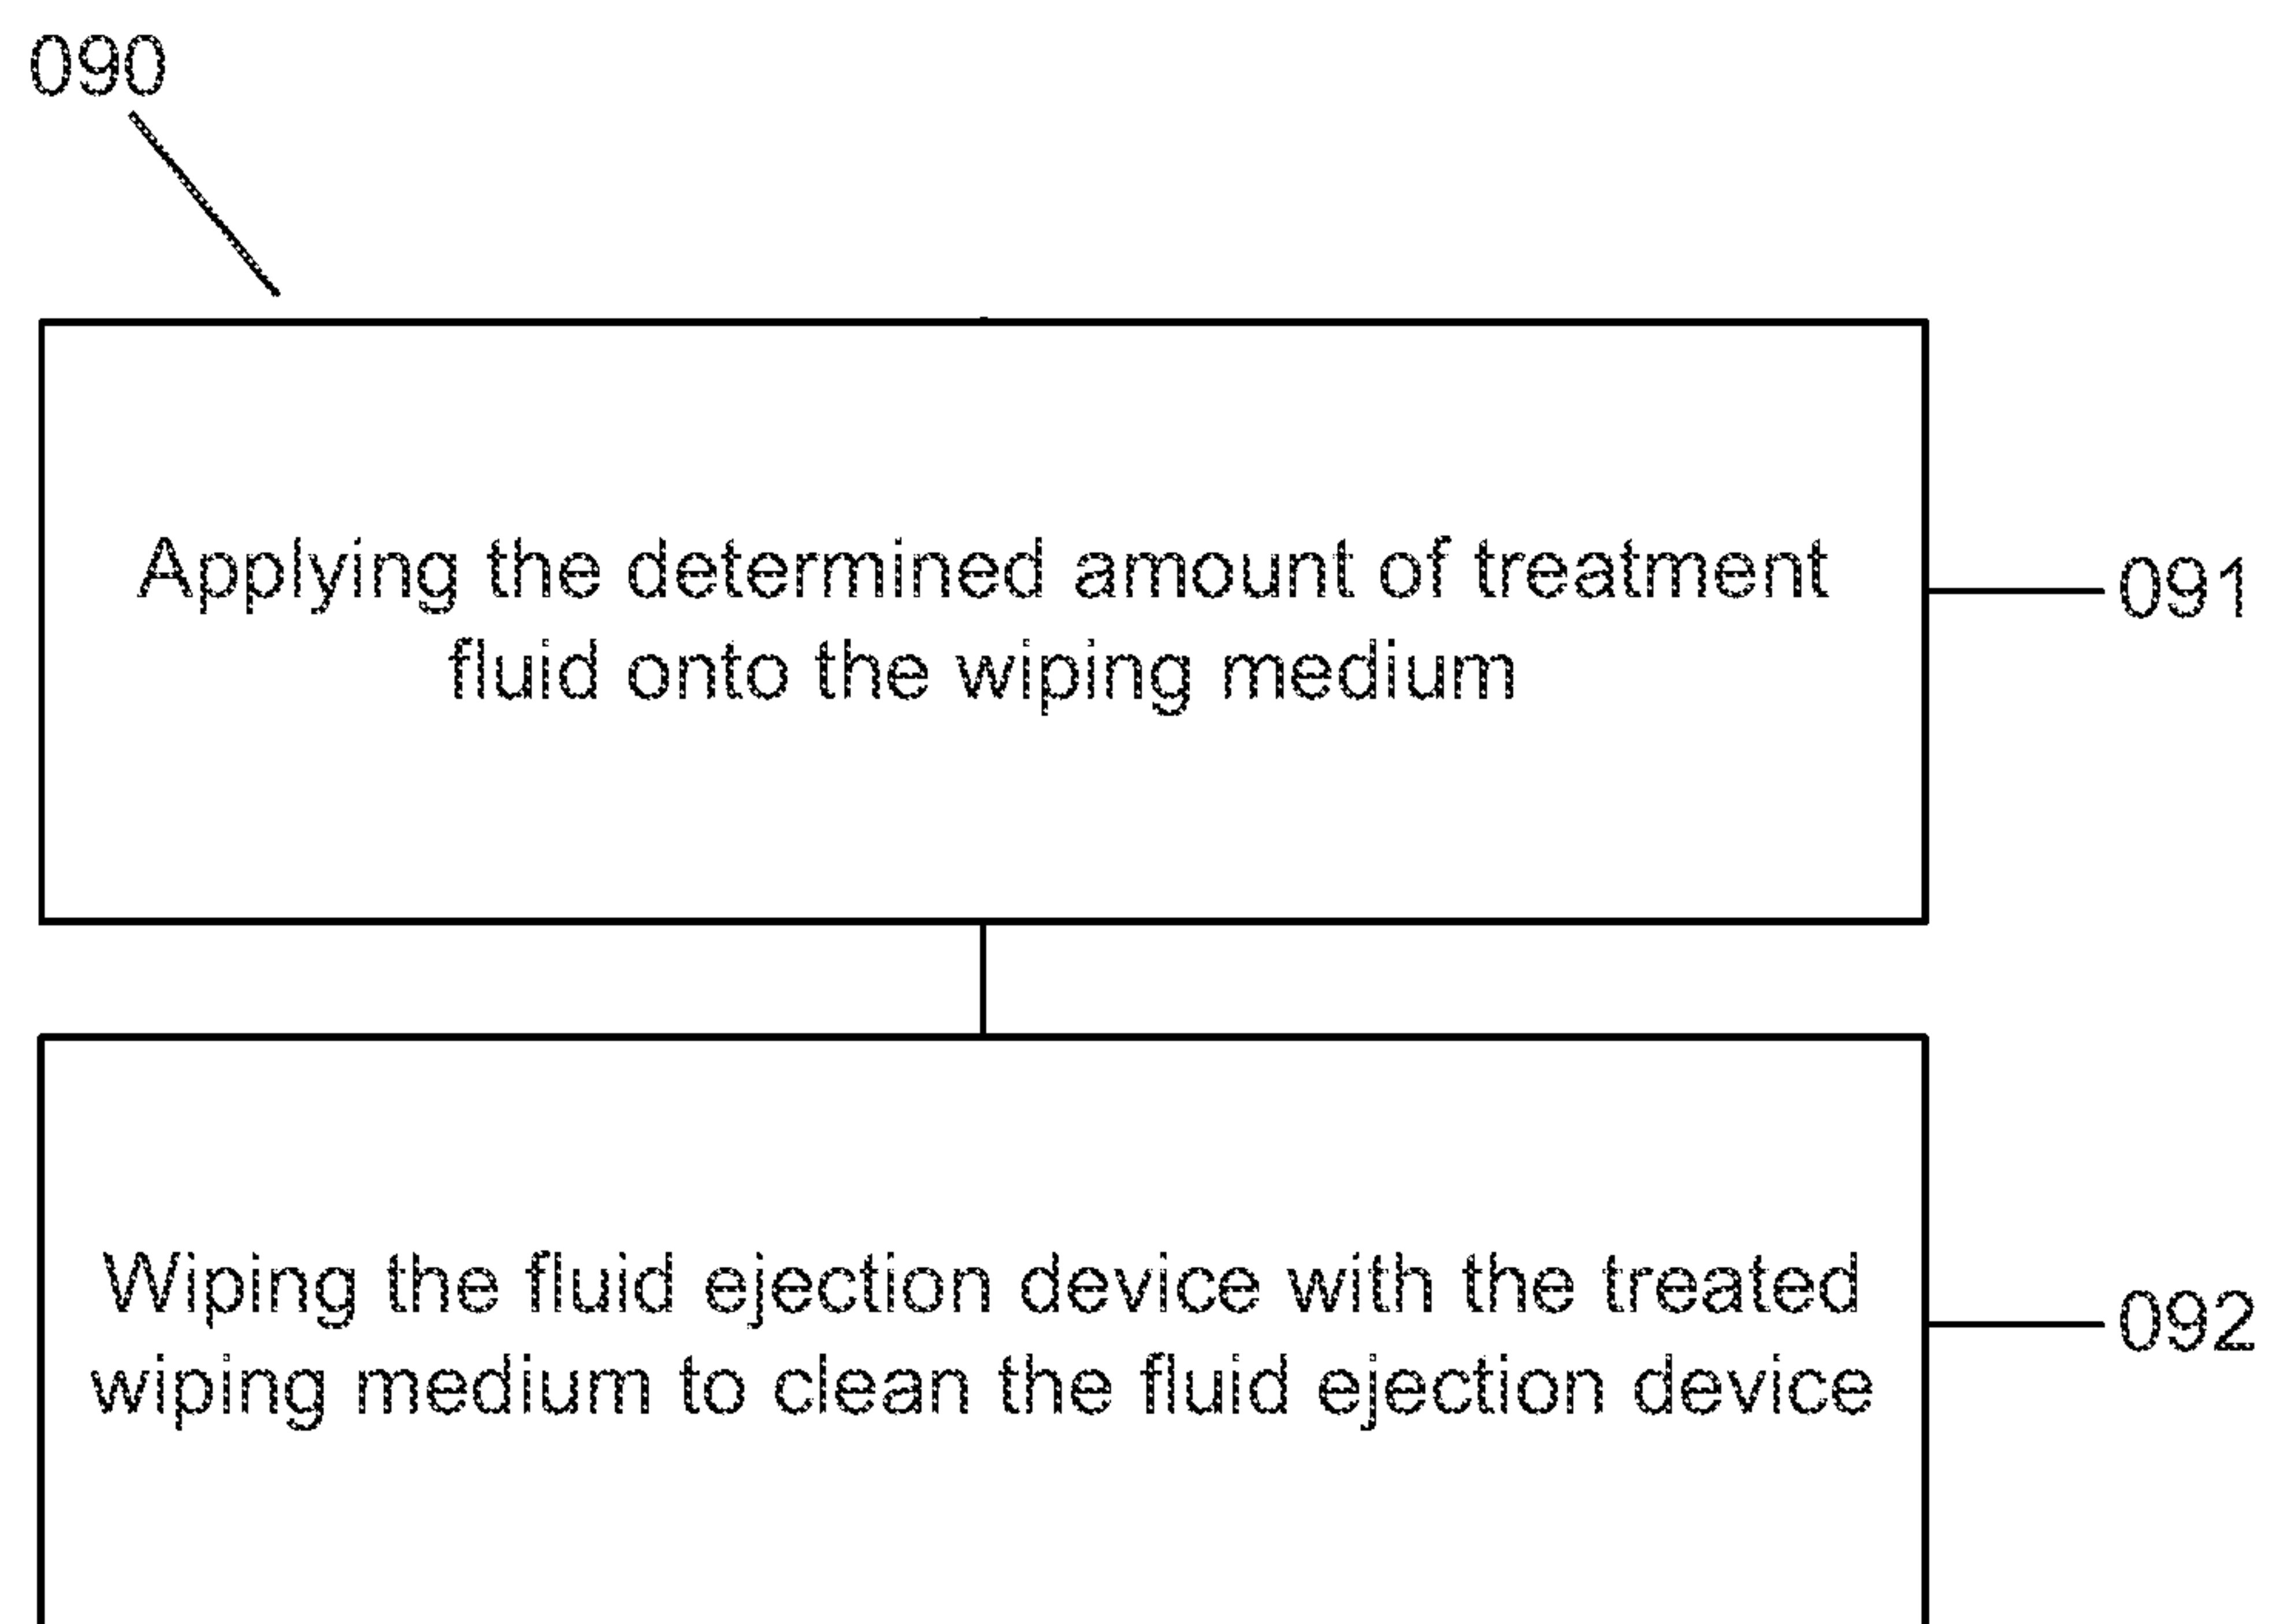 090
Applying the determined amount of treatment
fluid onto the wiping medium
091
Wiping the fluid ejection device with the treated
wiping medium to clean the fluid ejection device
092